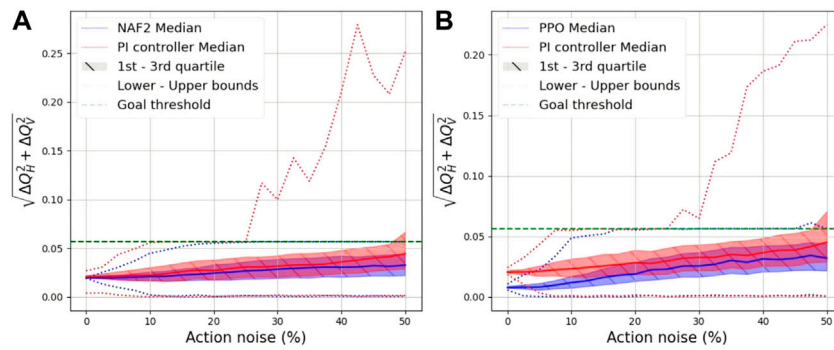 A
NAF2 Median
PI controller Median
1st - 3rd quartile
Lower - Upper bounds
Goal threshold
√ΔQ_H^2 + ΔQ_V^2
0.25
0.20
0.15
0.10
0.05
0.00
0
10
20
30
40
50
Action noise (%)
B
PPO Median
PI controller Median
1st - 3rd quartile
Lower - Upper bounds
Goal threshold
√ΔQ_H^2 + ΔQ_V^2
0.20
0.15
0.10
0.05
0.00
0
10
20
30
40
50
Action noise (%)